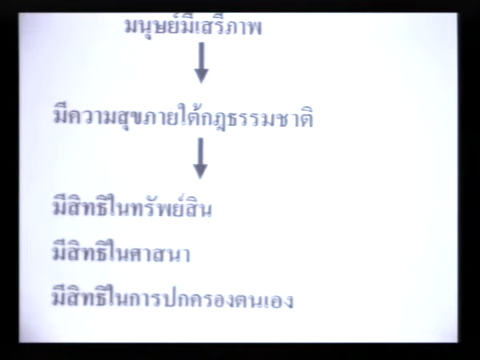 มนุษย์มีเสรีภาพ
มีความสุขภายใต้กฎธรรมชาติ
มีสิทธิในทรัพย์สิน
มีสิทธิในศาสนา
มีสิทธิในการปกครองตนเอง